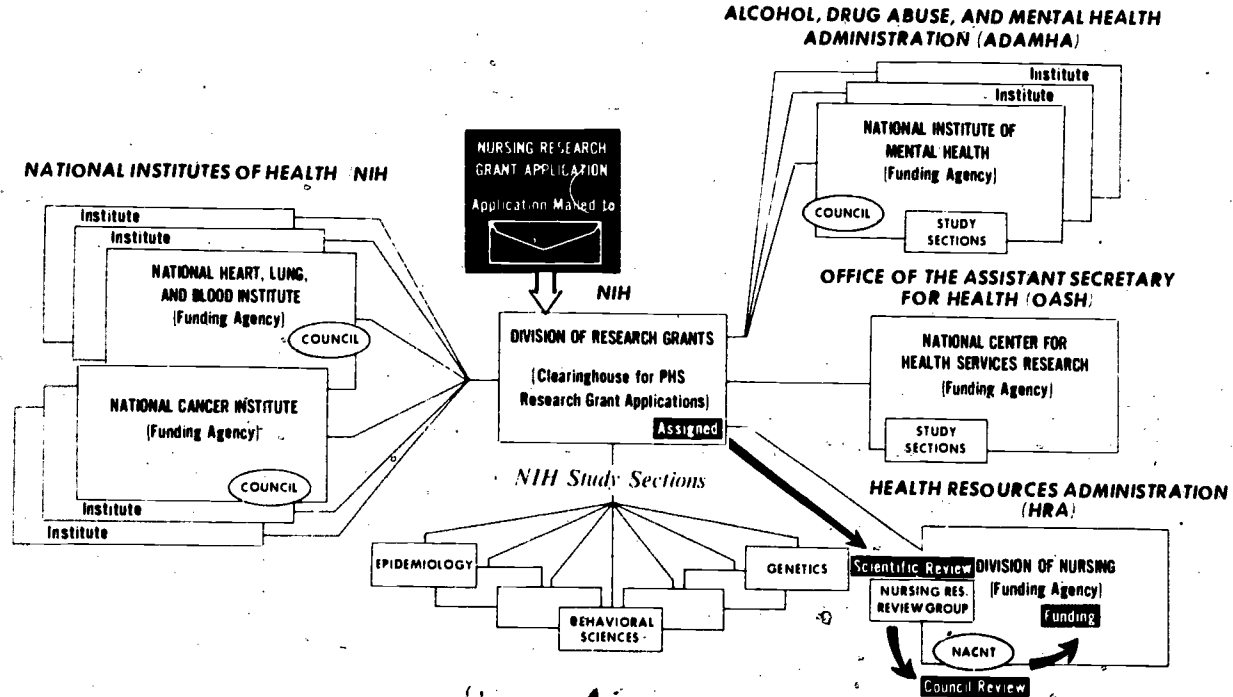 ALCOHOL, DRUG ABUSE, AND MENTAL HEALTH
ADMINISTRATION (ADAMHA)
Institute
Institute
NATIONAL INSTITUTE OF
MENTAL HEALTH
(Funding Agency)
COUNCIL
STUDY
SECTIONS
NURSING RESEARCH
GRANT APPLICATION
Application Mailed to
NATIONAL INSTITUTES OF HEALTH NIH
Institute
Institute
NATIONAL HEART, LUNG,
AND BLOOD INSTITUTE
(Funding Agency)
COUNCIL
NATIONAL CANCER INSTITUTE
(Funding Agency)
COUNCIL
Institute
Institute
NIH
DIVISION OF RESEARCH GRANTS
(Clearinghouse for PHS
Research Grant Applications)
Assigned
OFFICE OF THE ASSISTANT SECRETARY
FOR HEALTH (OASH)
NATIONAL CENTER FOR
HEALTH SERVICES RESEARCH
(Funding Agency)
STUDY
SECTIONS
NIH Study Sections
EPIDEMIOLOGY
GENETICS
BEHAVIORAL
SCIENCES
HEALTH RESOURCES ADMINISTRATION
(HRA)
Scientific Review
DIVISION OF NURSING
(Funding Agency)
NURSING RES.
REVIEW GROUP
Funding
NACNT
Council Review